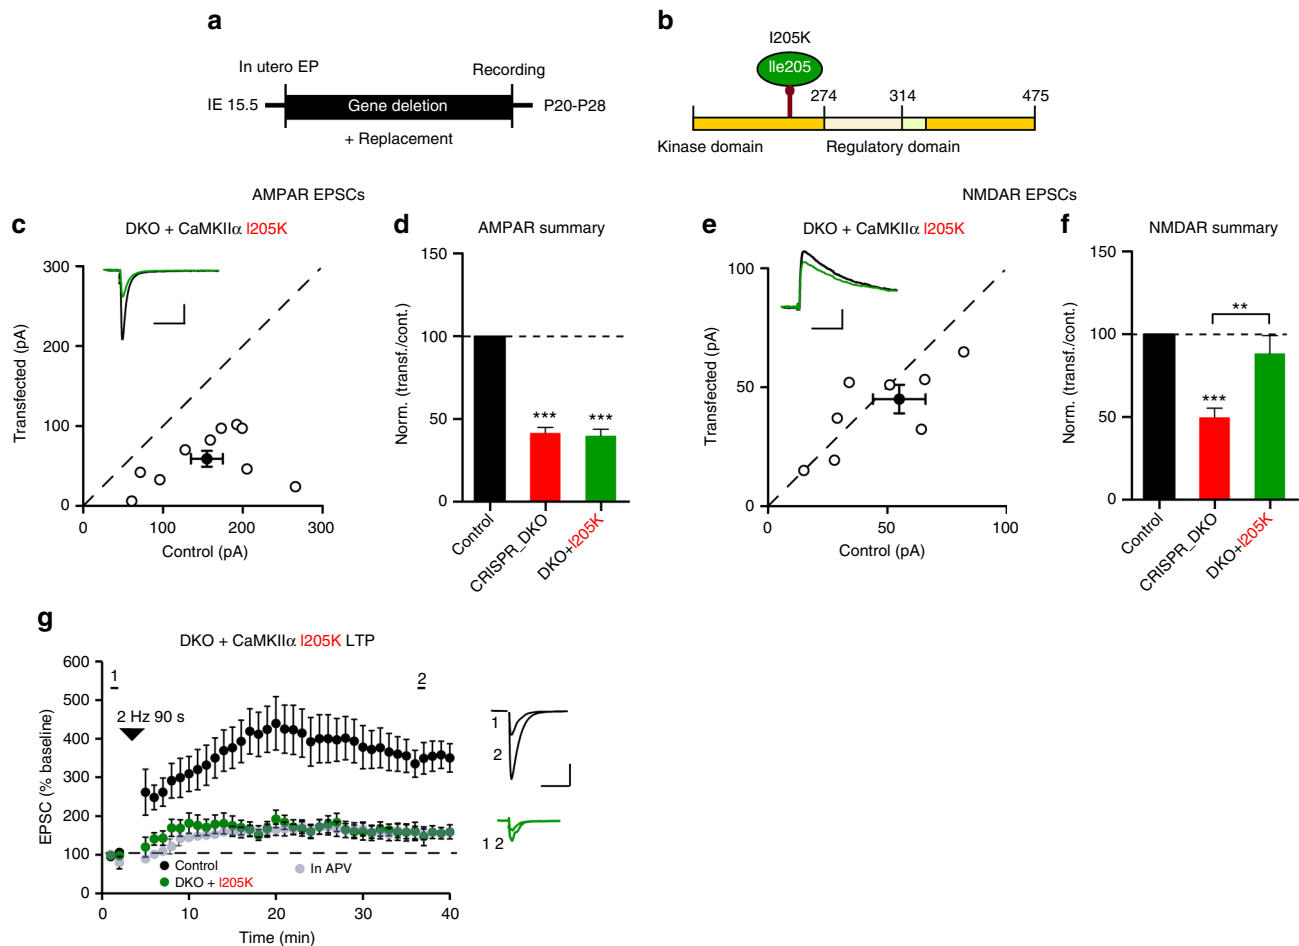 a
In utero EP
Recording
IE 15.5
Gene deletion
P20-P28
+ Replacement
b
I205K
Ile205
274
314
475
Kinase domain
Regulatory domain
AMPAR EPSCs
NMDAR EPSCs
c
DKO + CaMKIIα I205K
300
200
100
0
Transfected (pA)
0
100
200
300
Control (pA)
d
AMPAR summary
150
100
50
0
Norm. (transf./cont.)
***
***
Control
CRISPR_DKO
DKO+I205K
e
DKO + CaMKIIα I205K
100
50
0
Transfected (pA)
0
50
100
Control (pA)
f
NMDAR summary
150
100
50
0
Norm. (transf./cont.)
**
***
Control
CRISPR_DKO
DKO+I205K
g
DKO + CaMKIIα I205K LTP
600
500
400
300
200
100
0
EPSC (% baseline)
1
2
2 Hz 90 s
Control
In APV
DKO + I205K
0
10
20
30
40
Time (min)
1
2
1 2